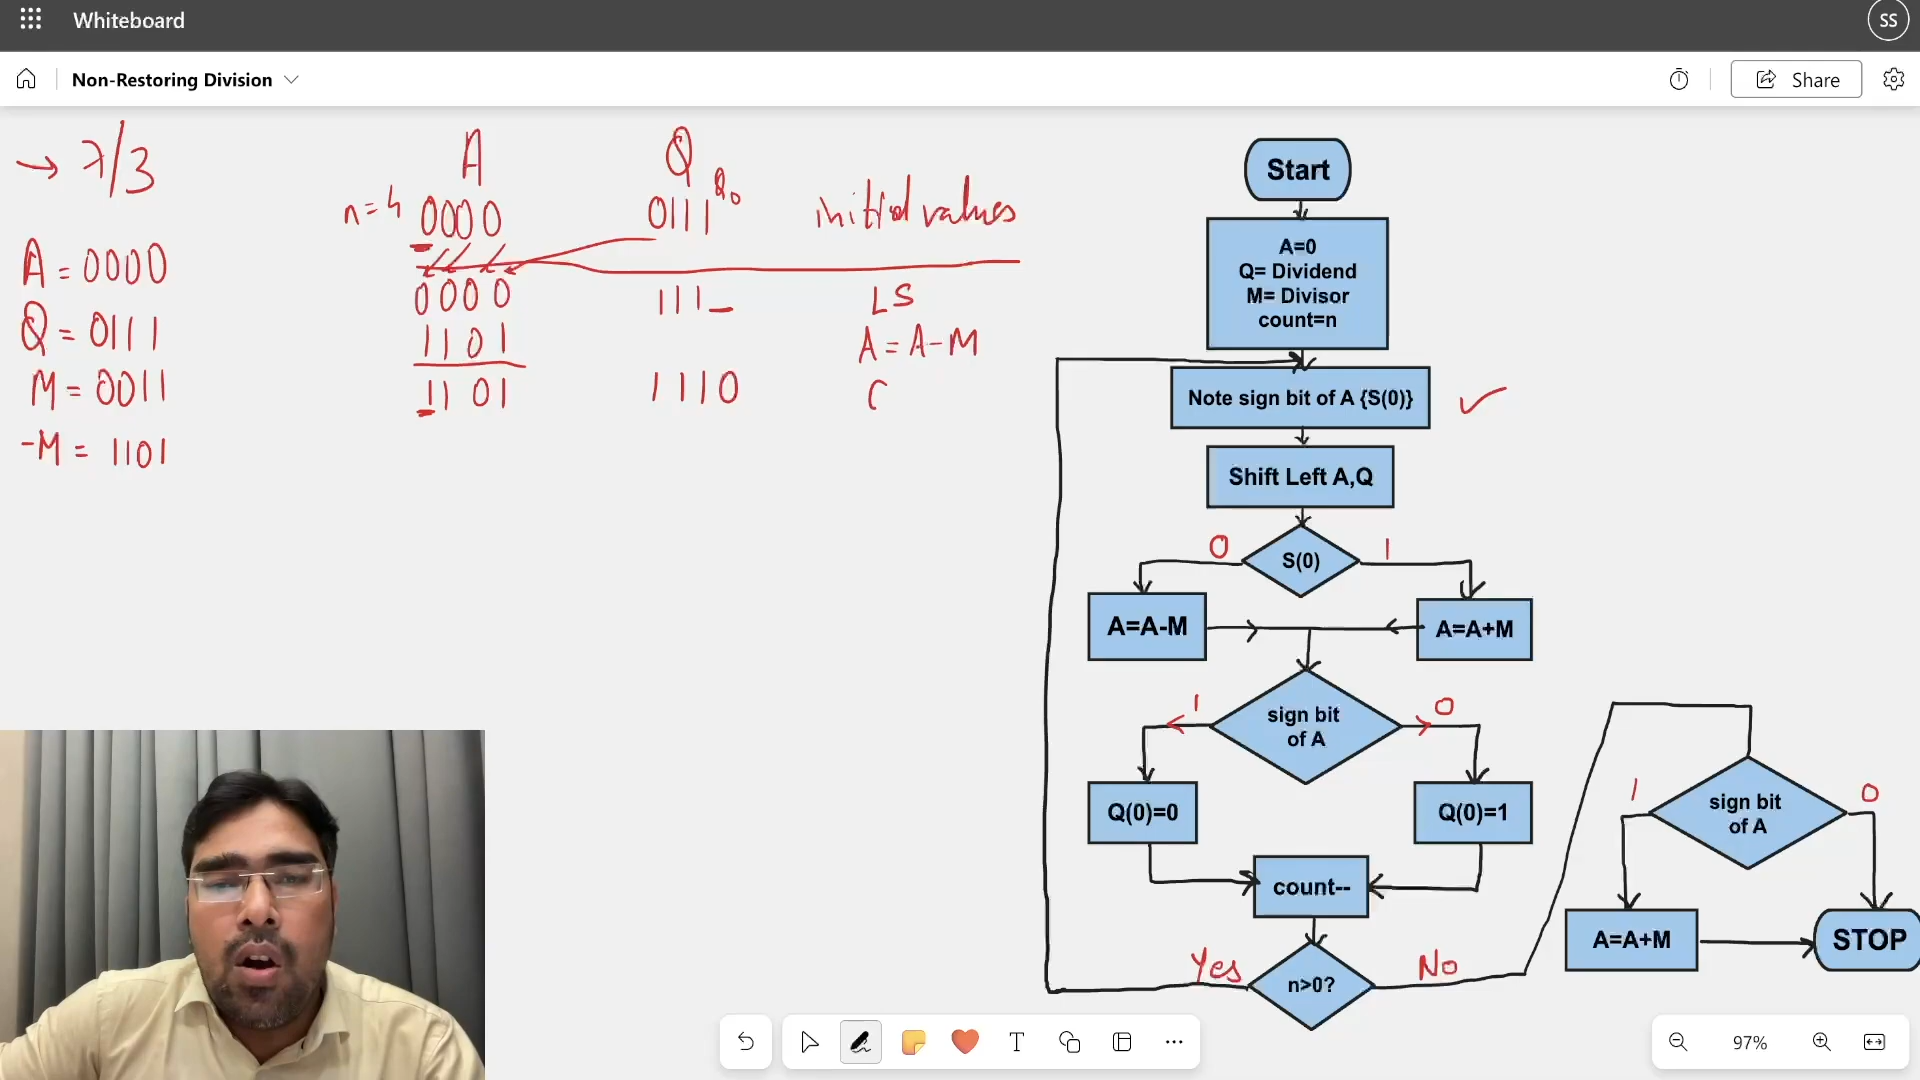 Whiteboard
SS
Non-Restoring Division
Share
→ 7/3
A = 0000
Q = 0111
M = 0011
-M = 1101
A Q
n=4 0000 0111 Q0 initial values
0000 111_ LS
1101 A = A-M
1101 1110 C
Start
A=0
Q= Dividend
M= Divisor
count=n
Note sign bit of A {S(0)}
Shift Left A,Q
0 S(0) 1
A=A-M
A=A+M
1 sign bit
of A 0
Q(0)=0
Q(0)=1
count--
Yes n>0? No
1 sign bit
of A 0
A=A+M
STOP
T
97%